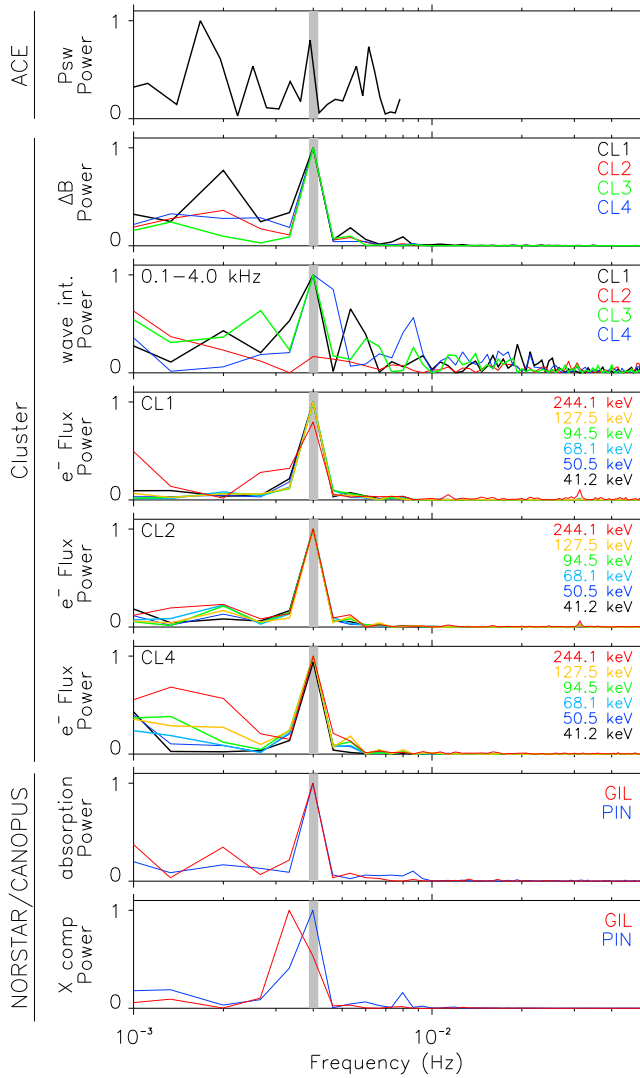 ACE
Psw
Power
1
0
Cluster
ΔB
Power
1
0
CL1
CL2
CL3
CL4
wave int.
Power
1
0
0.1–4.0 kHz
CL1
CL2
CL3
CL4
e⁻ Flux
Power
1
0
CL1
244.1 keV
127.5 keV
94.5 keV
68.1 keV
50.5 keV
41.2 keV
e⁻ Flux
Power
1
0
CL2
244.1 keV
127.5 keV
94.5 keV
68.1 keV
50.5 keV
41.2 keV
e⁻ Flux
Power
1
0
CL4
244.1 keV
127.5 keV
94.5 keV
68.1 keV
50.5 keV
41.2 keV
NORSTAR/CANOPUS
absorption
Power
1
0
GIL
PIN
X comp
Power
1
0
GIL
PIN
10⁻³
10⁻²
Frequency (Hz)